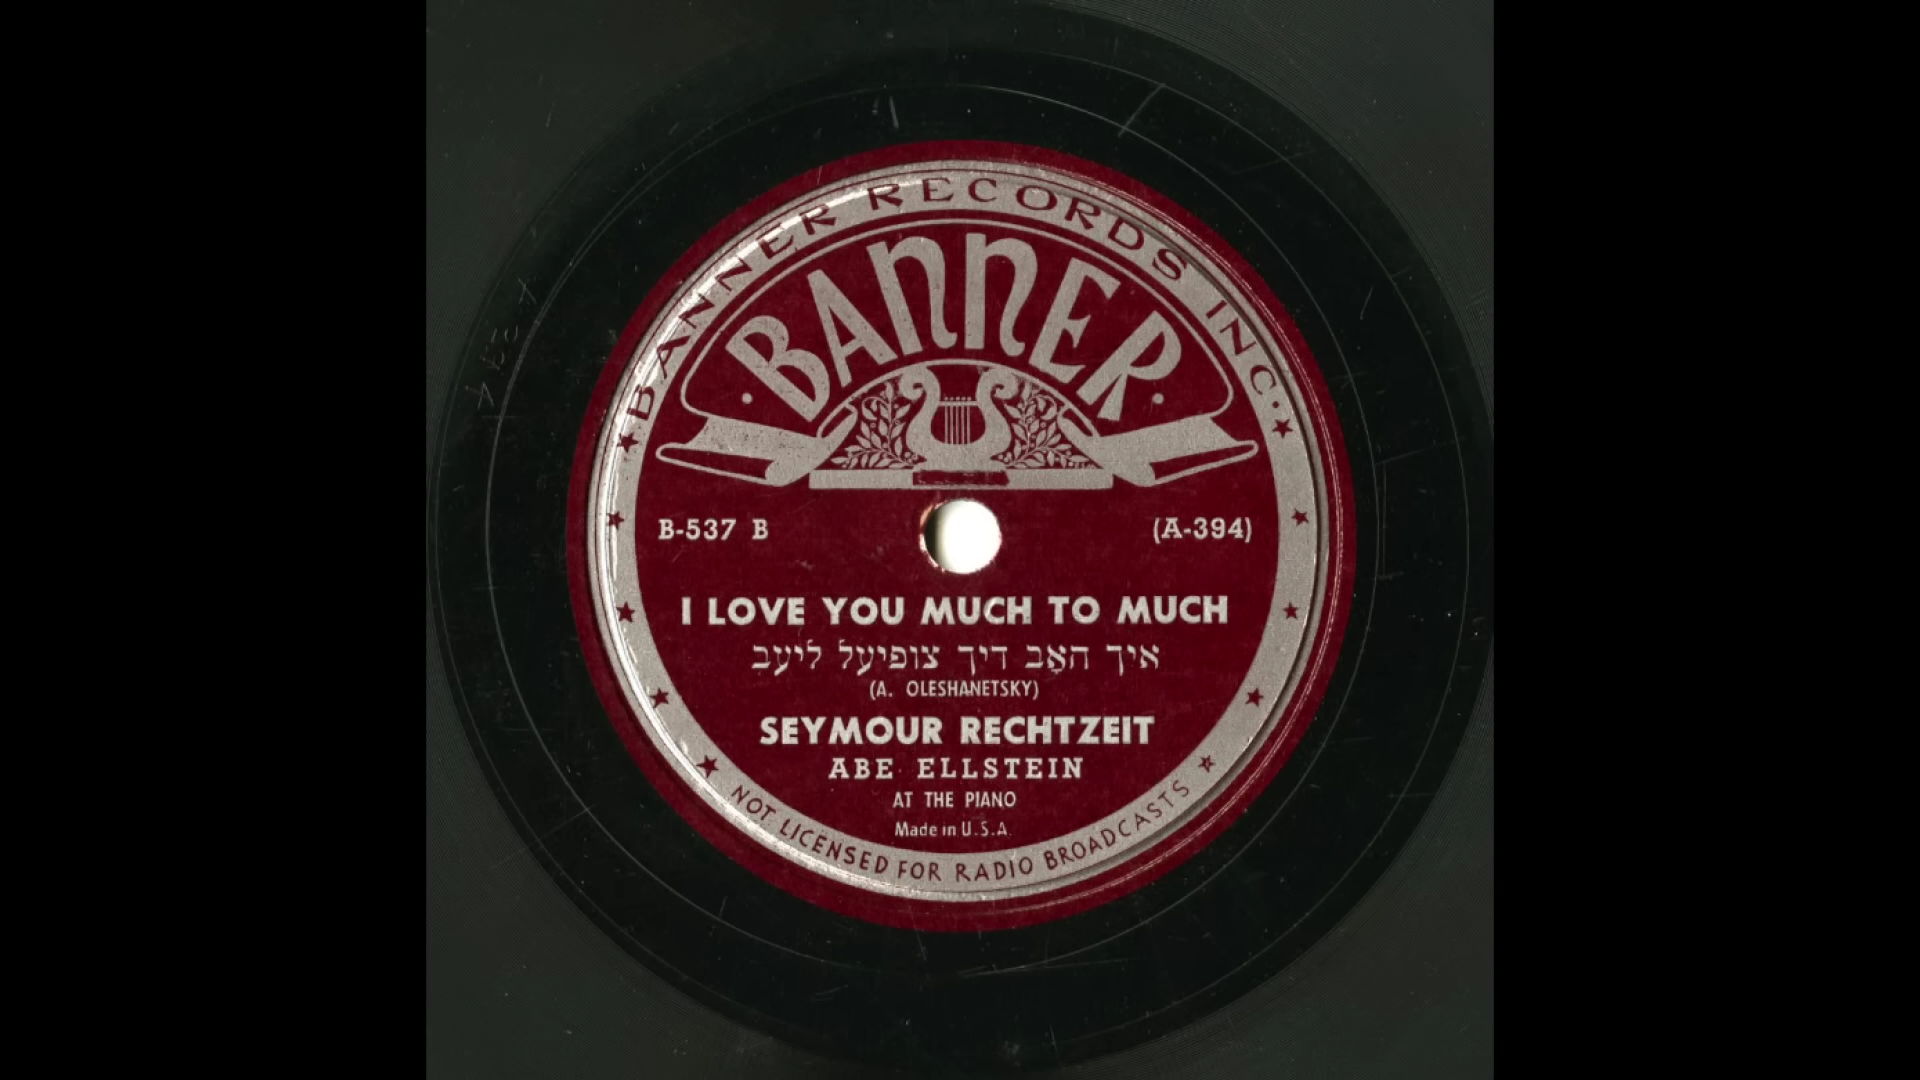 BANNER RECORDS INC.
BANNER
B-537 B
(A-394)
I LOVE YOU MUCH TO MUCH
איך האָב דיך צופיעל ליעב
(A. OLESHANETSKY)
SEYMOUR RECHTZEIT
ABE ELLSTEIN
AT THE PIANO
Made in U.S.A.
NOT LICENSED FOR RADIO BROADCASTS